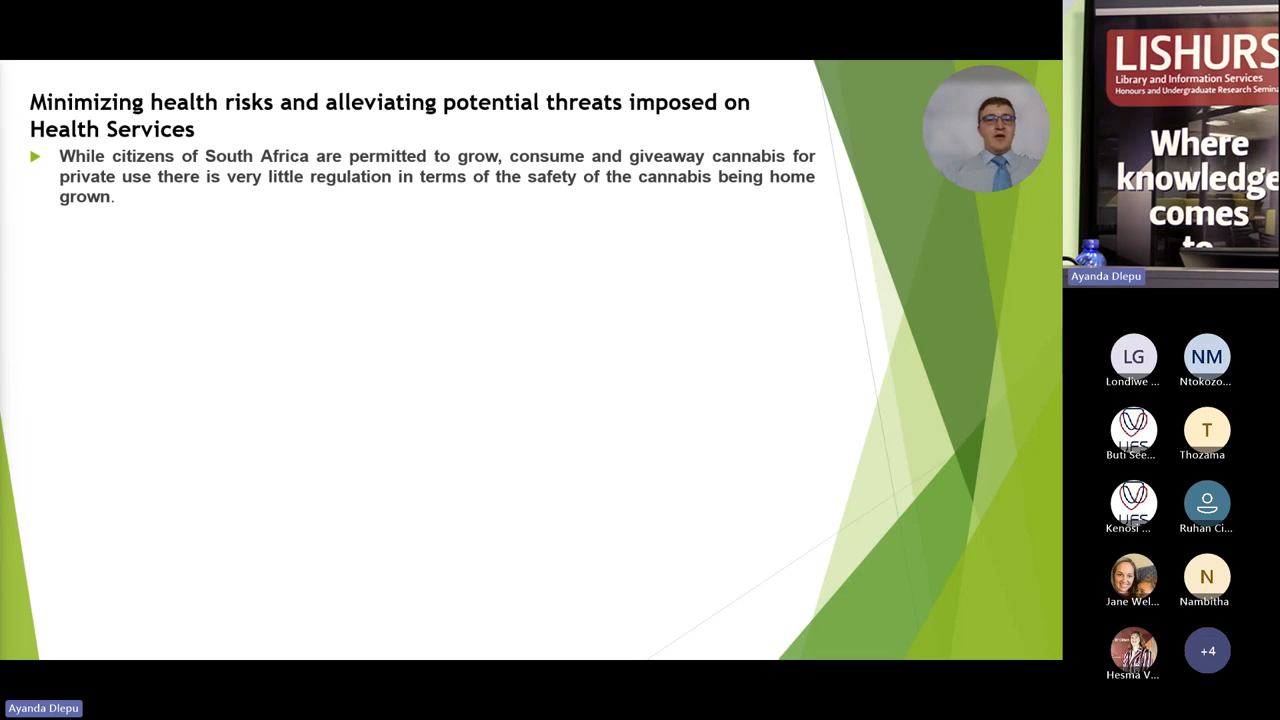 Minimizing health risks and alleviating potential threats imposed on
Health Services
While citizens of South Africa are permitted to grow, consume and giveaway cannabis for
private use there is very little regulation in terms of the safety of the cannabis being home
grown.
LISHURS
Library and Information Services
Honours and Undergraduate Research Semina
Where
knowledge
comes
to
Ayanda Dlepu
LG
Londiwe ...
NM
Ntokozo...
UFS
Buti See...
T
Thozama
UFS
Kenosi ...
Ruhan Ci...
Jane Wel...
N
Nambitha
Hesma V...
+4
Ayanda Dlepu